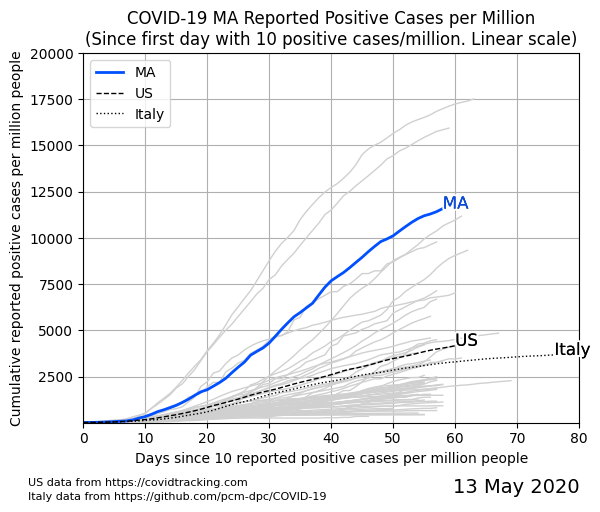 COVID-19 MA Reported Positive Cases per Million
(Since first day with 10 positive cases/million. Linear scale)
Cumulative reported positive cases per million people
20000
17500
15000
12500
10000
7500
5000
2500
MA
US
Italy
MA
US
Italy
0 10 20 30 40 50 60 70 80
Days since 10 reported positive cases per million people
US data from https://covidtracking.com
Italy data from https://github.com/pcm-dpc/COVID-19
13 May 2020